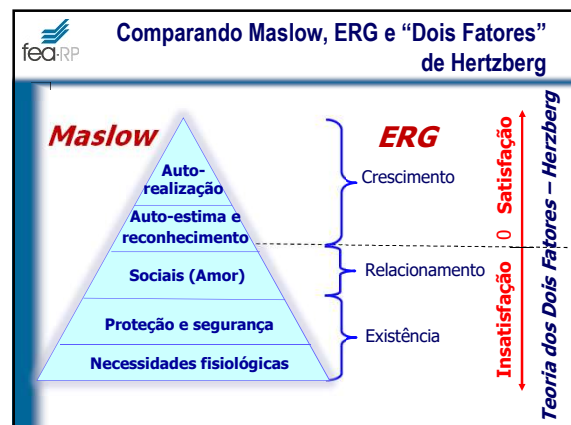 fea-RP
Comparando Maslow, ERG e “Dois Fatores”
de Hertzberg
Maslow
ERG
Auto-
realização
Auto-estima e
reconhecimento
Sociais (Amor)
Proteção e segurança
Necessidades fisiológicas
Crescimento
Relacionamento
Existência
Satisfação
0
Insatisfação
Teoria dos Dois Fatores – Herzberg